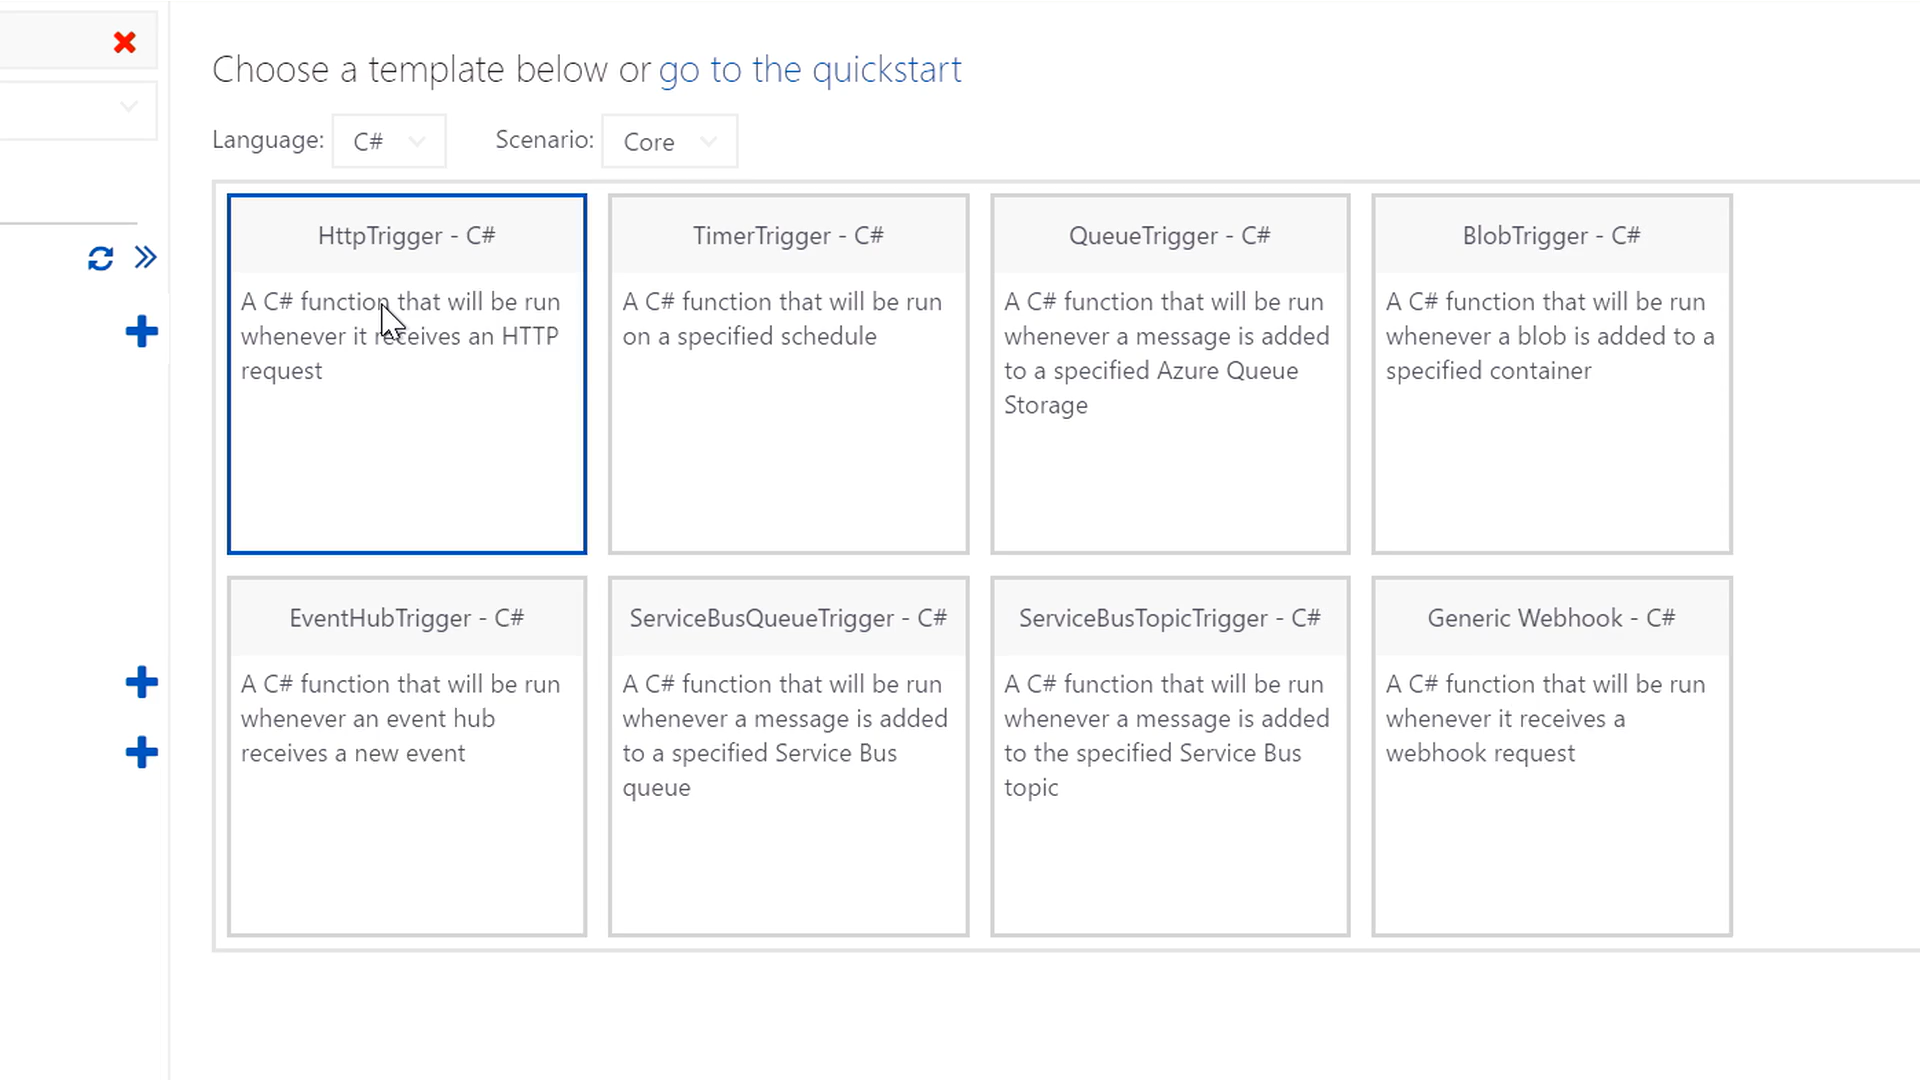 Choose a template below or go to the quickstart
Language: C# Scenario: Core
HttpTrigger - C#
A C# function that will be run
whenever it receives an HTTP
request
TimerTrigger - C#
A C# function that will be run
on a specified schedule
QueueTrigger - C#
A C# function that will be run
whenever a message is added
to a specified Azure Queue
Storage
BlobTrigger - C#
A C# function that will be run
whenever a blob is added to a
specified container
EventHubTrigger - C#
A C# function that will be run
whenever an event hub
receives a new event
ServiceBusQueueTrigger - C#
A C# function that will be run
whenever a message is added
to a specified Service Bus
queue
ServiceBusTopicTrigger - C#
A C# function that will be run
whenever a message is added
to the specified Service Bus
topic
Generic Webhook - C#
A C# function that will be run
whenever it receives a
webhook request